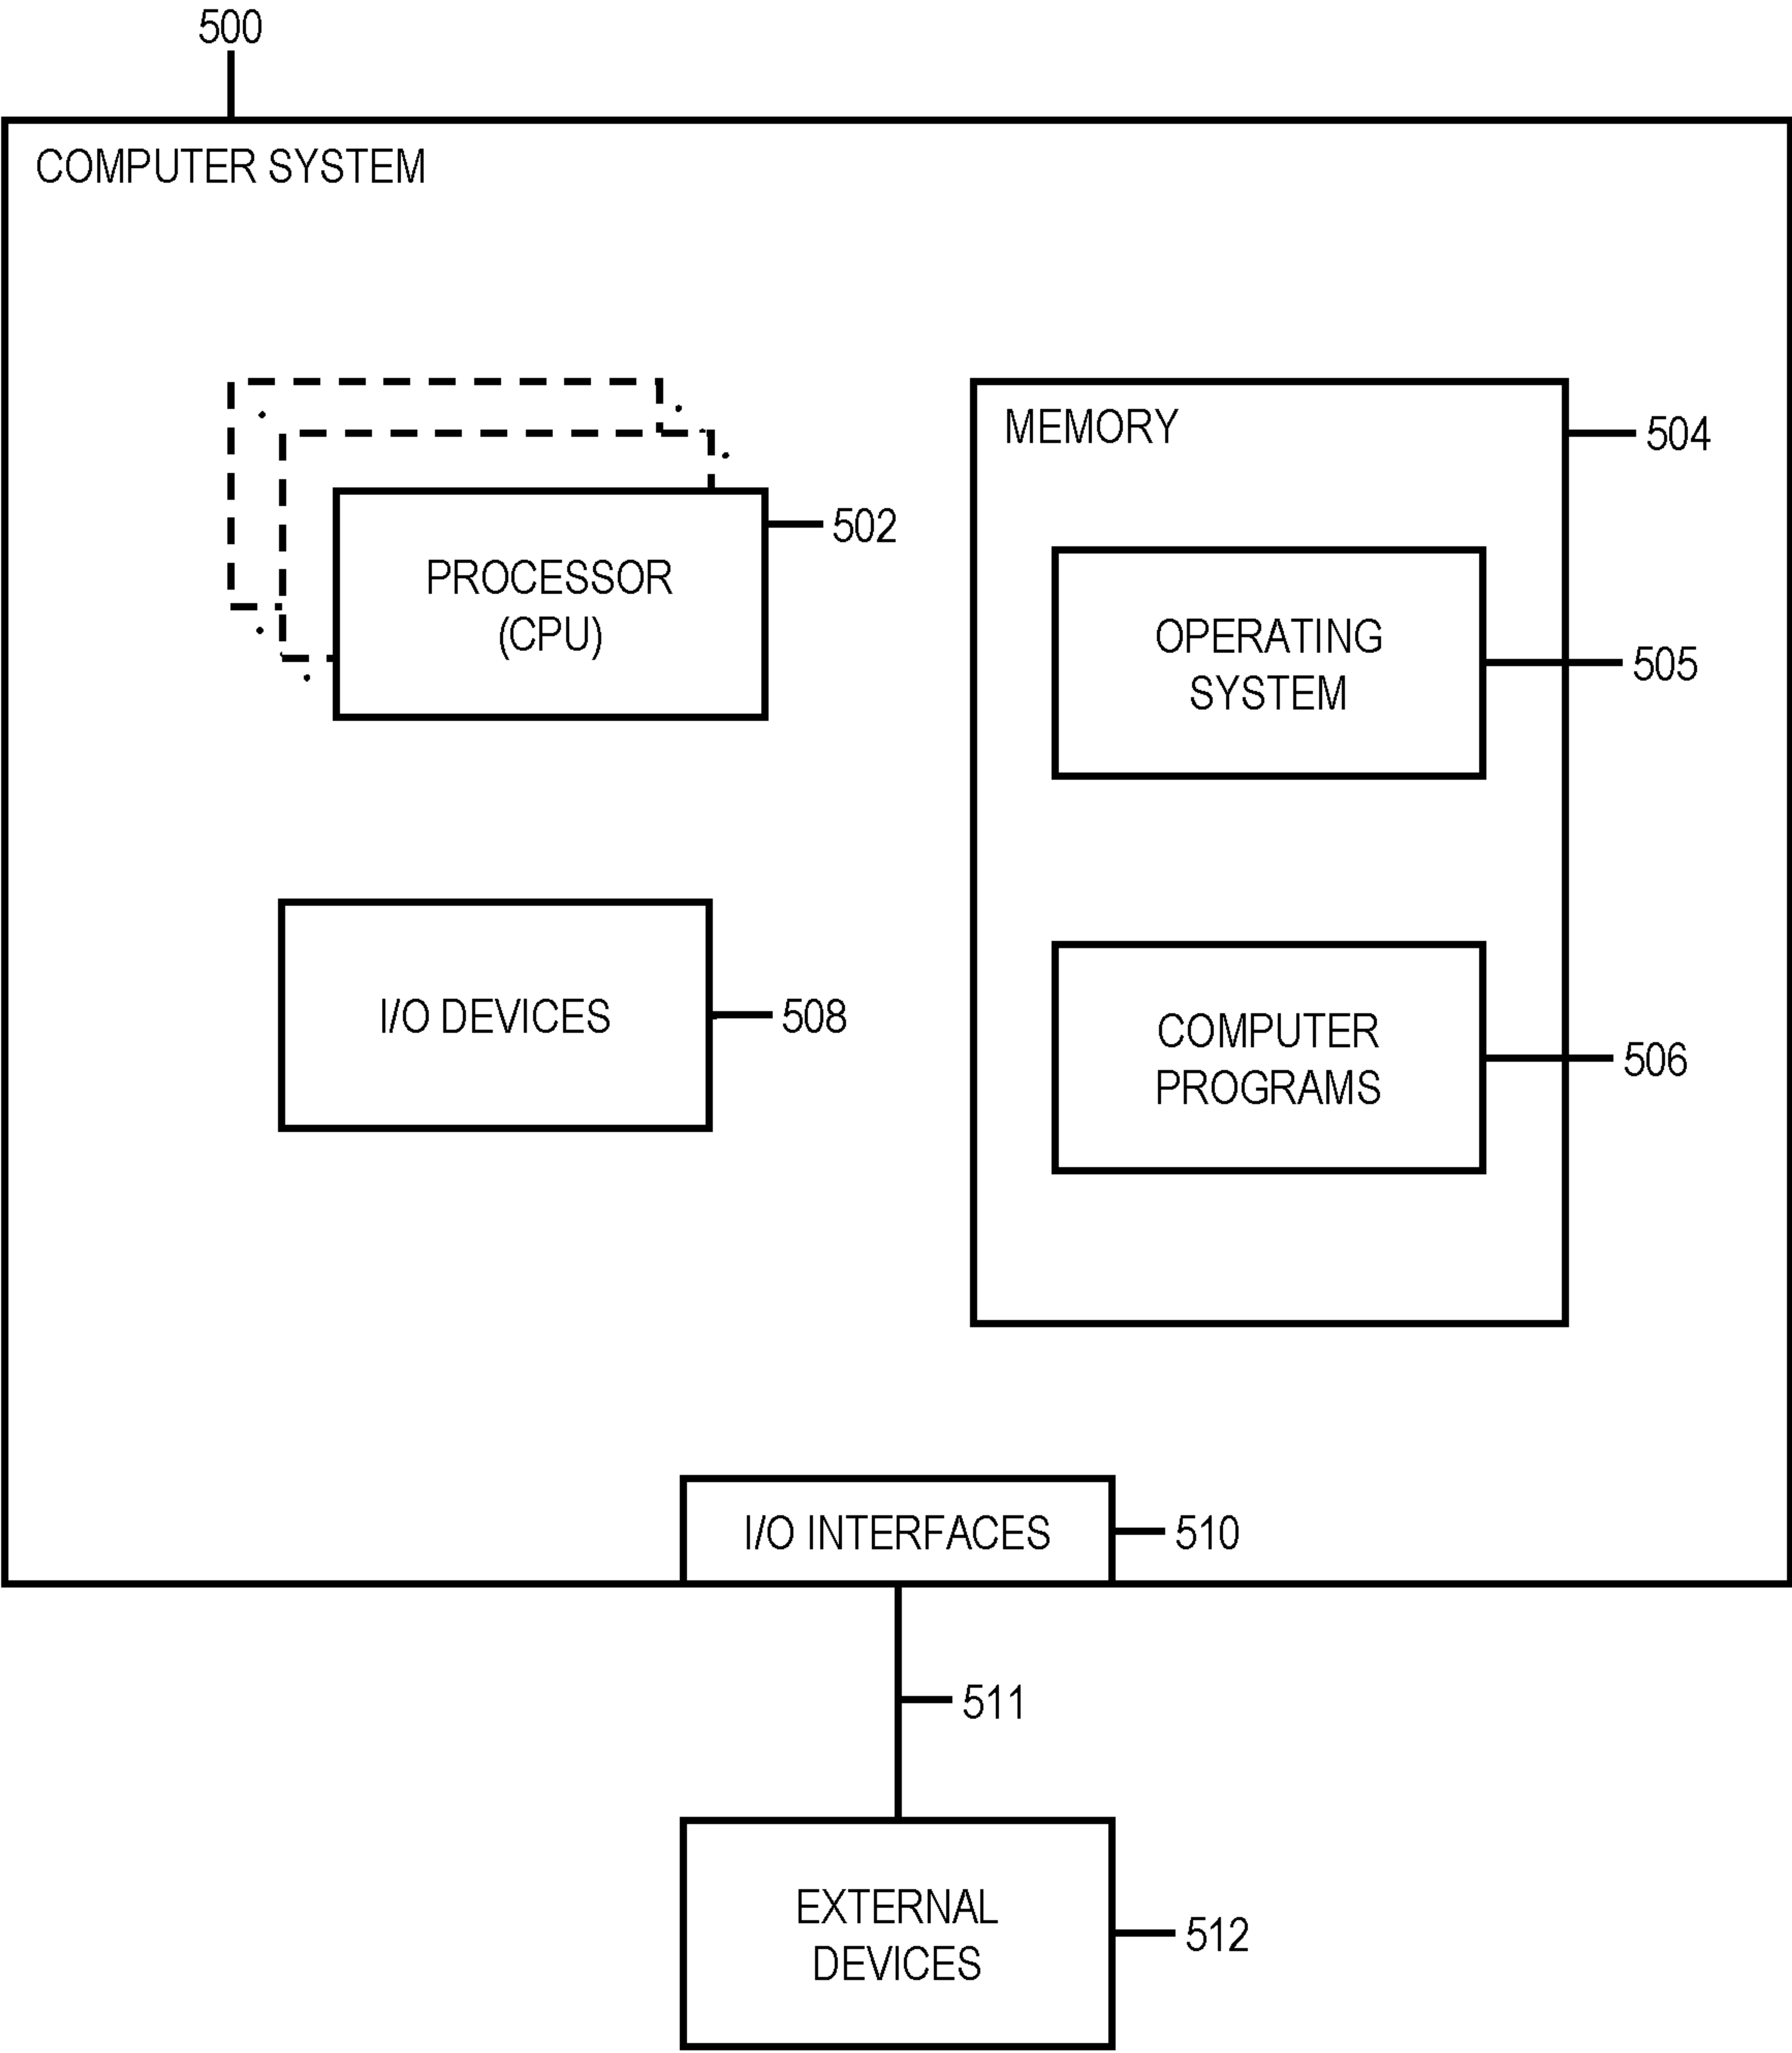 500
COMPUTER SYSTEM
MEMORY
504
502
PROCESSOR
(CPU)
OPERATING
SYSTEM
505
I/O DEVICES
508
COMPUTER
PROGRAMS
506
I/O INTERFACES
510
511
EXTERNAL
DEVICES
512